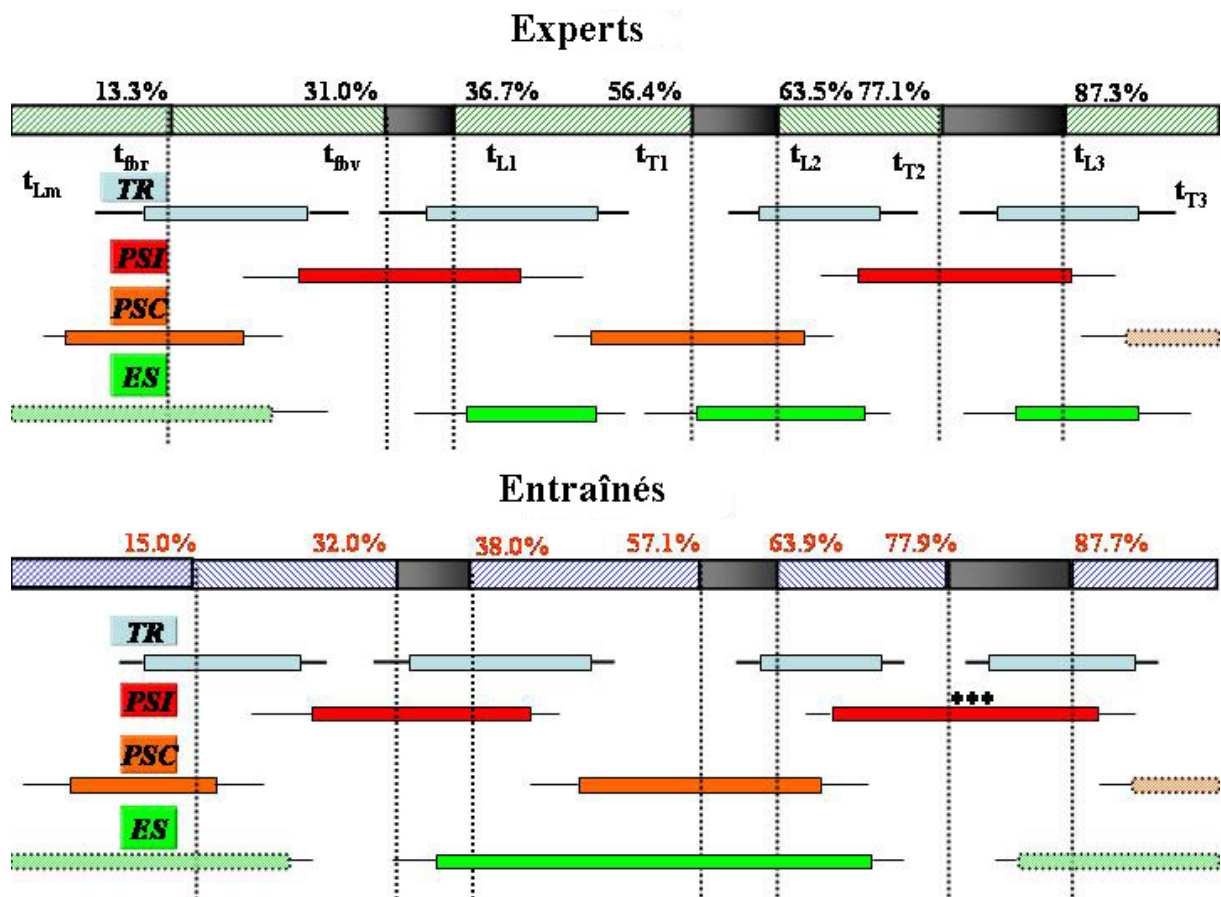 Experts
13.3% 31.0% 36.7% 56.4% 63.5% 77.1% 87.3%
tfbr tfbv tL1 tT1 tL2 tT2 tL3
tLm tT3
TR
PSI
PSC
ES
Entraînés
15.0% 32.0% 38.0% 57.1% 63.9% 77.9% 87.7%
TR
PSI ***
PSC
ES